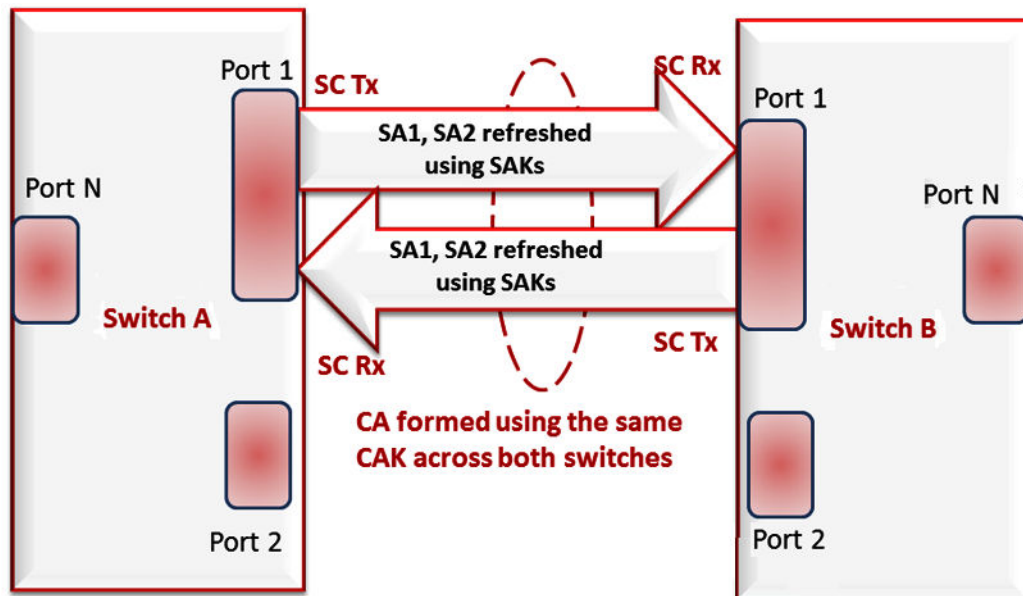 Port 1
SC Tx
SC Rx
Port 1
SA1, SA2 refreshed
using SAKs
Port N
Port N
SA1, SA2 refreshed
using SAKs
Switch A
Switch B
SC Rx
SC Tx
CA formed using the same
CAK across both switches
Port 2
Port 2